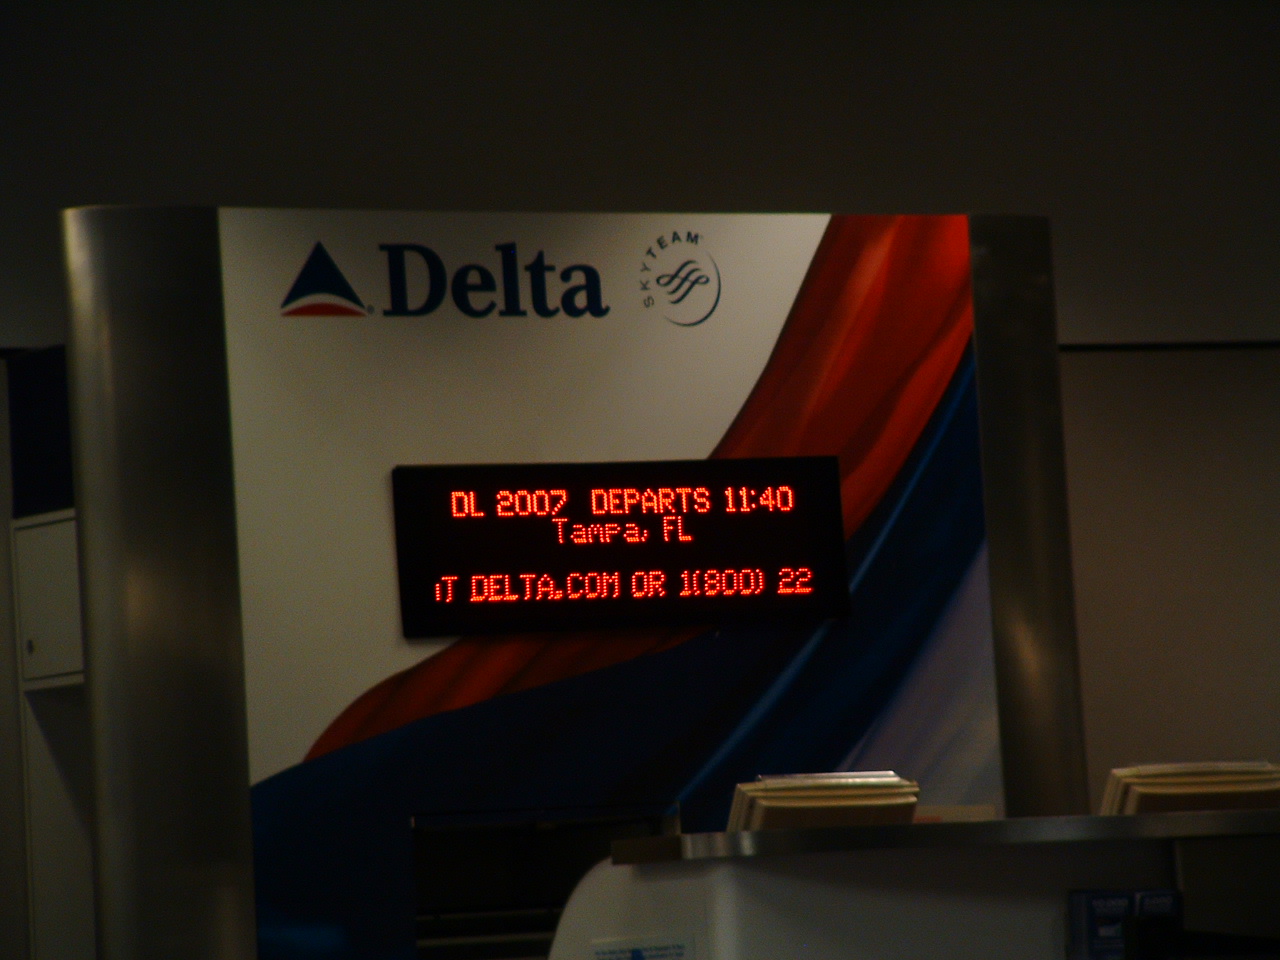 Delta
SKYTEAM
DL 2007 DEPARTS 11:40
Tampa, FL
DELTA.COM OR 1(800) 22